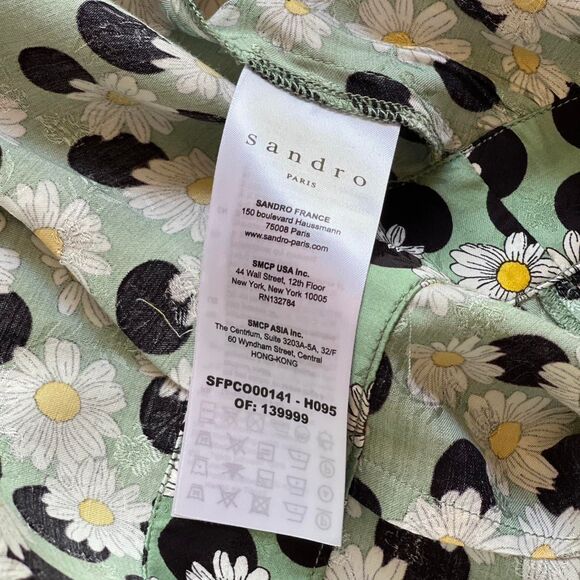 sandro
PARIS
SANDRO FRANCE
150 boulevard Haussmann
75008 Paris
www.sandro-paris.com
SMCP USA Inc.
44 Wall Street, 12th Floor
New York, New York 10005
RN132784
SMCP ASIA Inc.
The Centrium, Suite 3203A-5A, 32/F
60 Wyndham Street, Central
HONG-KONG
SFPCO00141 - H095
OF: 139999